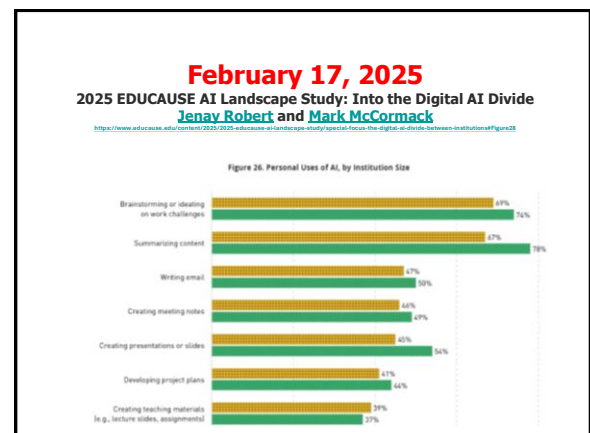 February 17, 2025
2025 EDUCAUSE AI Landscape Study: Into the Digital AI Divide
Jenay Robert and Mark McCormack
https://www.educause.edu/content/2025/2025-educause-ai-landscape-study/special-focus-the-digital-ai-divide-between-institutions#Figure28
Figure 26. Personal Uses of AI, by Institution Size
Brainstorming or ideating
on work challenges
69%
74%
Summarizing content
67%
78%
Writing email
47%
50%
Creating meeting notes
46%
49%
Creating presentations or slides
45%
54%
Developing project plans
41%
44%
Creating teaching materials
(e.g., lecture slides, assignments)
39%
37%